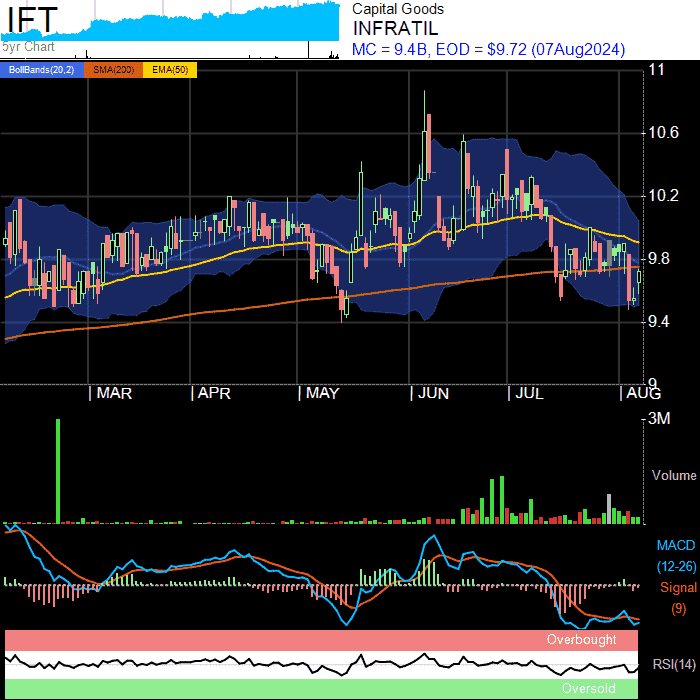 IFT
5yr Chart
Capital Goods
INFRATIL
MC = 9.4B, EOD = $9.72 (07Aug2024)
BollBands(20,2) SMA(200) EMA(50)
11
10.6
10.2
9.8
9.4
9
MAR APR MAY JUN JUL AUG
3M
Volume
MACD
(12-26)
Signal
(9)
Overbought
RSI(14)
Oversold